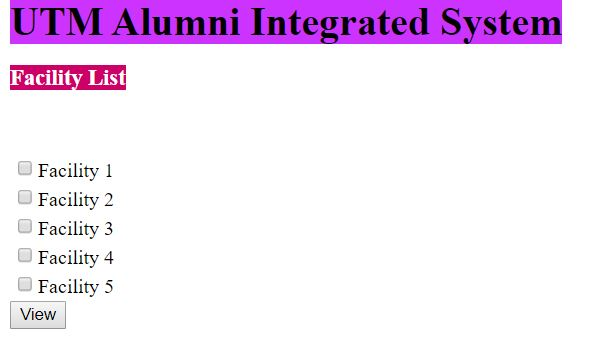 UTM Alumni Integrated System
Facility List
Facility 1
Facility 2
Facility 3
Facility 4
Facility 5
View